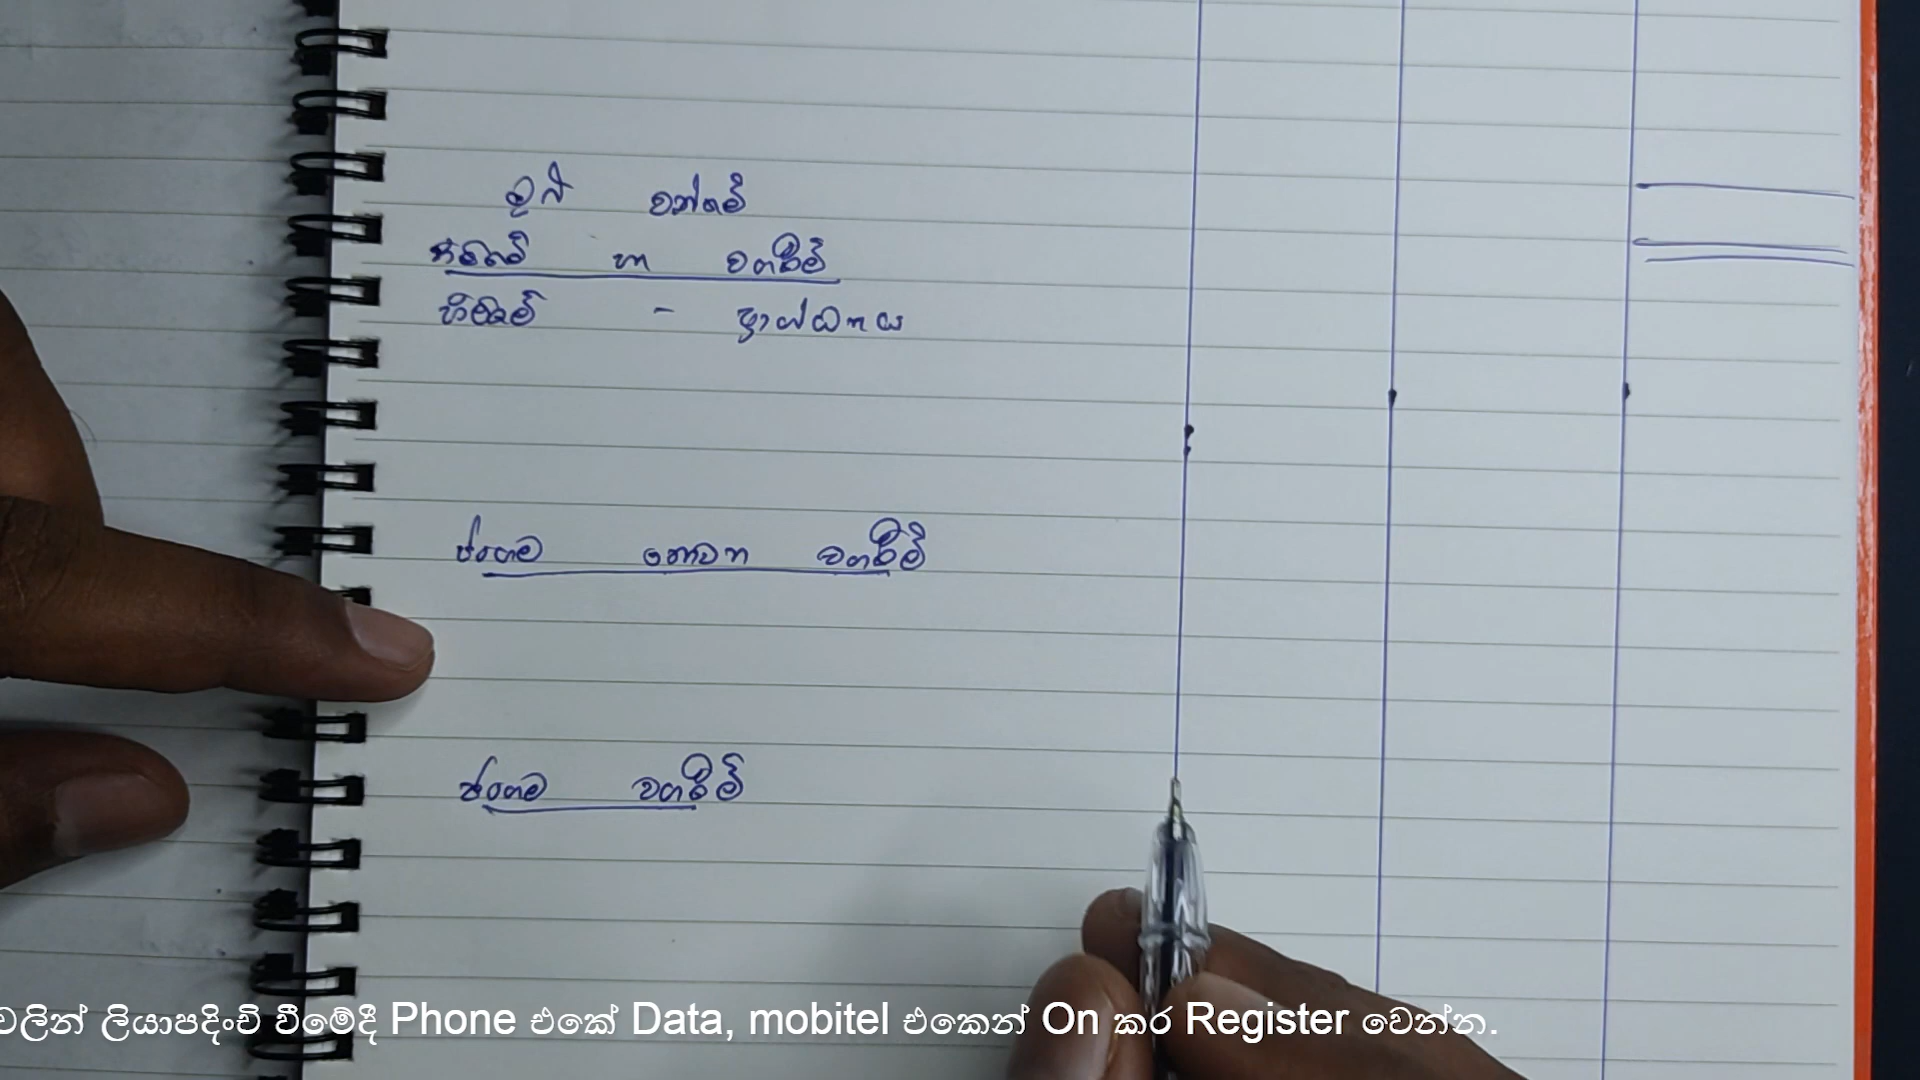 මුළු වත්කම්
හිමිකම් හා වගකීම්
හිමිකම් - ප්‍රාග්ධනය
ජංගම නොවන වගකීම්
ජංගම වගකීම්
වලින් ලියාපදිංචි වීමේදී Phone එකේ Data, mobitel එකෙන් On කර Register වෙන්න.